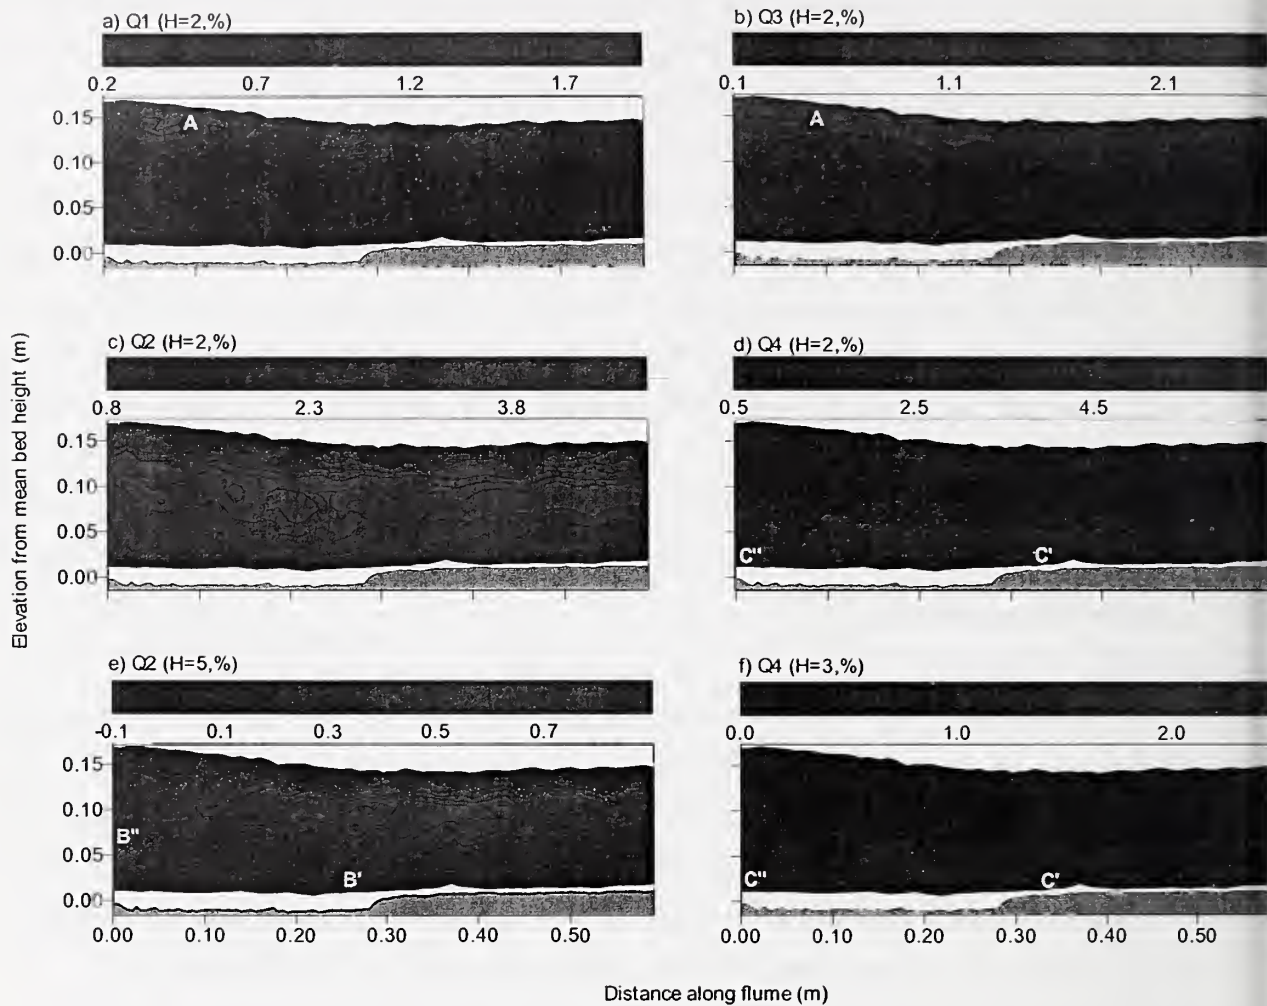 a) Q1 (H=2,%)
b) Q3 (H=2,%)
0.2 0.7 1.2 1.7
0.1 1.1 2.1
0.15
0.10
0.05
0.00
A
A
c) Q2 (H=2,%)
d) Q4 (H=2,%)
0.8 2.3 3.8
0.5 2.5 4.5
0.15
0.10
0.05
0.00
C" C'
e) Q2 (H=5,%)
f) Q4 (H=3,%)
-0.1 0.1 0.3 0.5 0.7
0.0 1.0 2.0
0.15
0.10
0.05
0.00
B" B'
C" C'
0.00 0.10 0.20 0.30 0.40 0.50
0.00 0.10 0.20 0.30 0.40 0.50
Elevation from mean bed height (m)
Distance along flume (m)